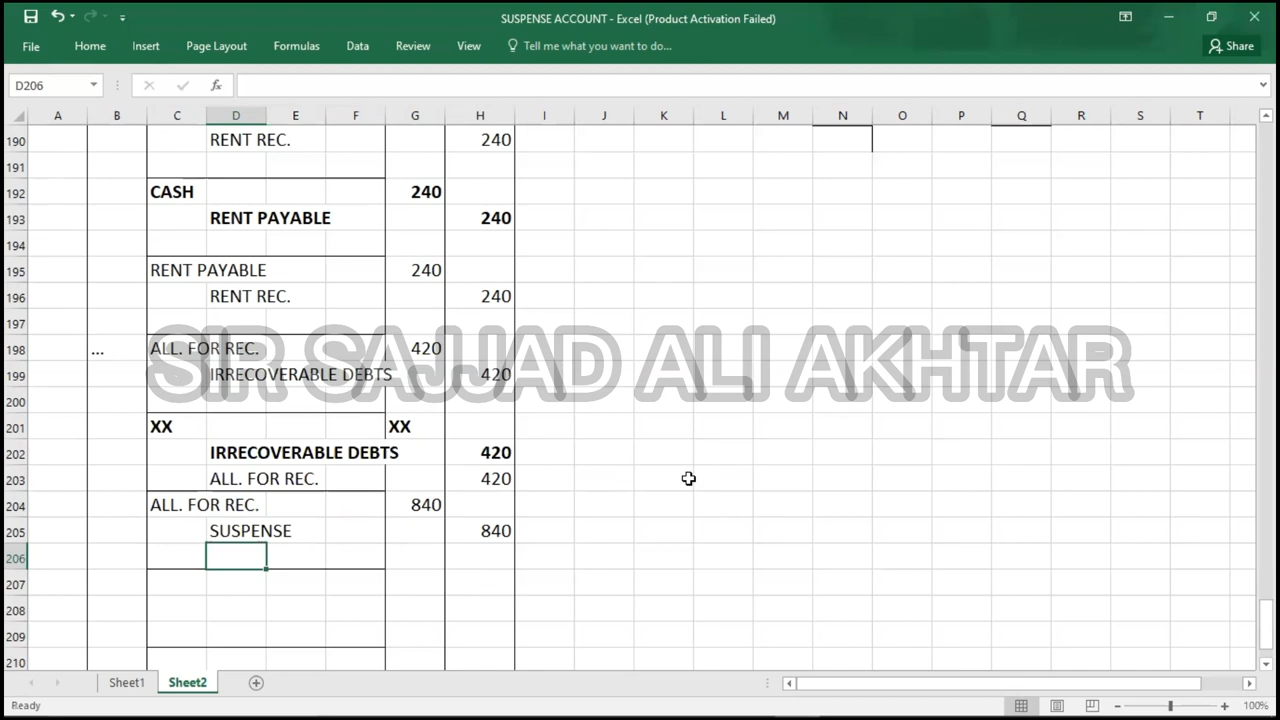 SUSPENSE ACCOUNT - Excel (Product Activation Failed)
File Home Insert Page Layout Formulas Data Review View Tell me what you want to do... Share
D206 fx
A B C D E F G H I J K L M N O P Q R S T
190 RENT REC. 240
191
192 CASH 240
193 RENT PAYABLE 240
194
195 RENT PAYABLE 240
196 RENT REC. 240
197
198 ... ALL. FOR REC. 420
SIR SAJJAD ALI AKHTAR
199 IRRECOVERABLE DEBTS 420
200
201 XX XX
202 IRRECOVERABLE DEBTS 420
203 ALL. FOR REC. 420
204 ALL. FOR REC. 840
205 SUSPENSE 840
206
207
208
209
210
Sheet1 Sheet2
Ready 100%